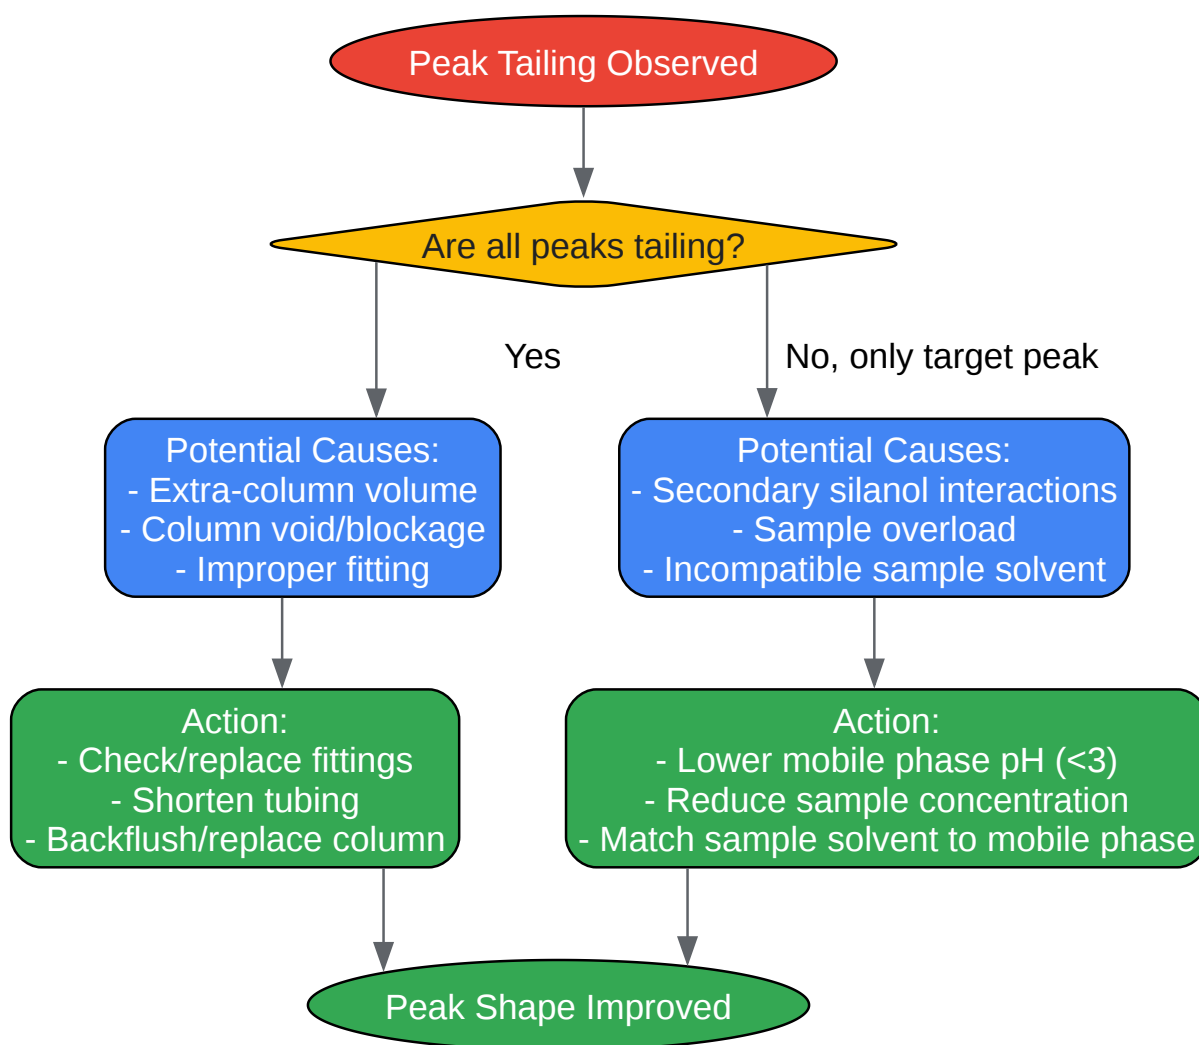 Peak Tailing Observed
Are all peaks tailing?
Yes
No, only target peak
Potential Causes:
- Extra-column volume
- Column void/blockage
- Improper fitting
Potential Causes:
- Secondary silanol interactions
- Sample overload
- Incompatible sample solvent
Action:
- Check/replace fittings
- Shorten tubing
- Backflush/replace column
Action:
- Lower mobile phase pH (<3)
- Reduce sample concentration
- Match sample solvent to mobile phase
Peak Shape Improved